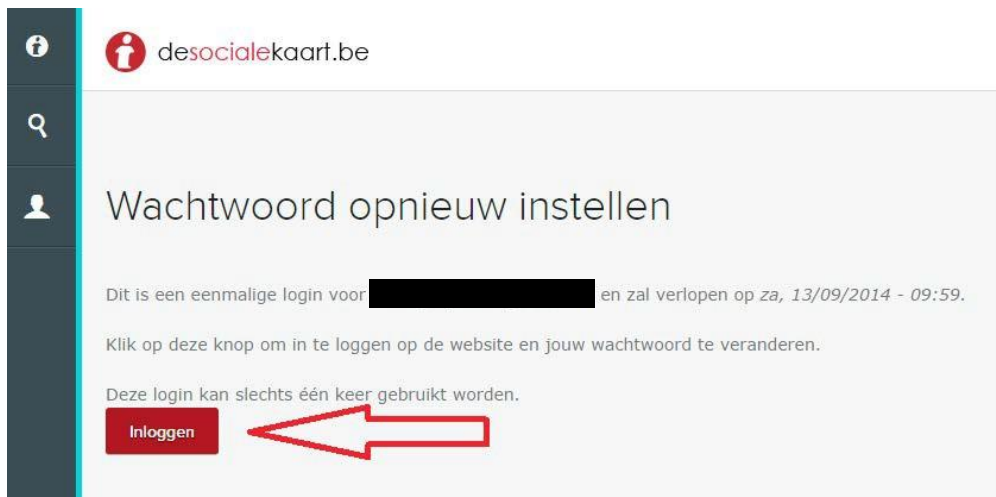 desocialekaart.be
Wachtwoord opnieuw instellen
Dit is een eenmalige login voor en zal verlopen op za, 13/09/2014 - 09:59.
Klik op deze knop om in te loggen op de website en jouw wachtwoord te veranderen.
Deze login kan slechts één keer gebruikt worden.
Inloggen